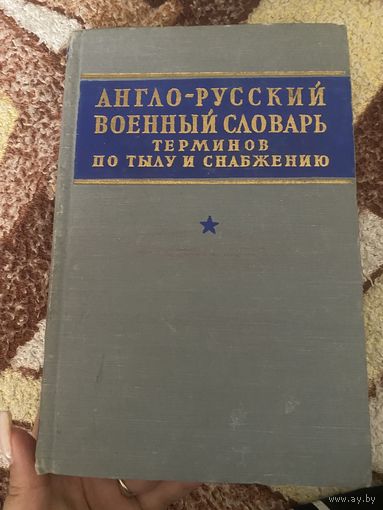 АНГЛО-РУССКИЙ
ВОЕННЫЙ СЛОВАРЬ
ТЕРМИНОВ
ПО ТЫЛУ И СНАБЖЕНИЮ
www.ay.by